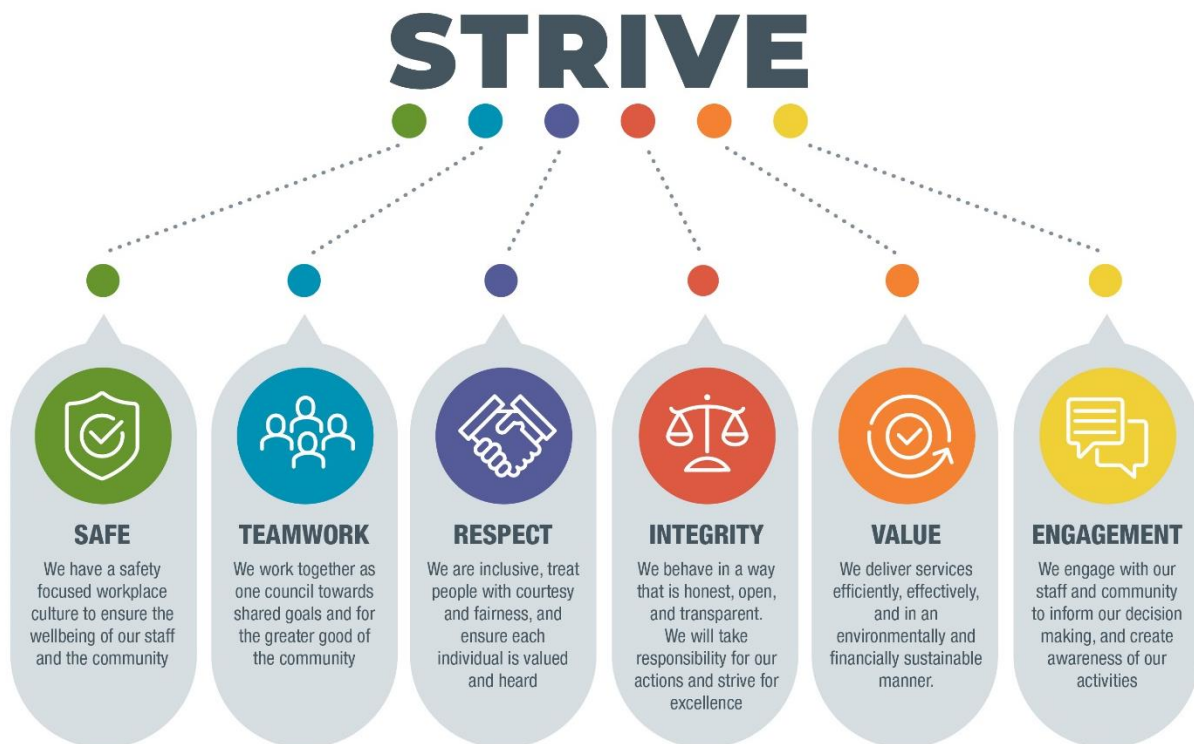 STRIVE
SAFE
We have a safety
focused workplace
culture to ensure the
wellbeing of our staff
and the community
TEAMWORK
We work together as
one council towards
shared goals and for
the greater good of
the community
RESPECT
We are inclusive, treat
people with courtesy
and fairness, and
ensure each
individual is valued
and heard
INTEGRITY
We behave in a way
that is honest, open,
and transparent.
We will take
responsibility for our
actions and strive for
excellence
VALUE
We deliver services
efficiently, effectively,
and in an
environmentally and
financially sustainable
manner.
ENGAGEMENT
We engage with our
staff and community
to inform our decision
making, and create
awareness of our
activities